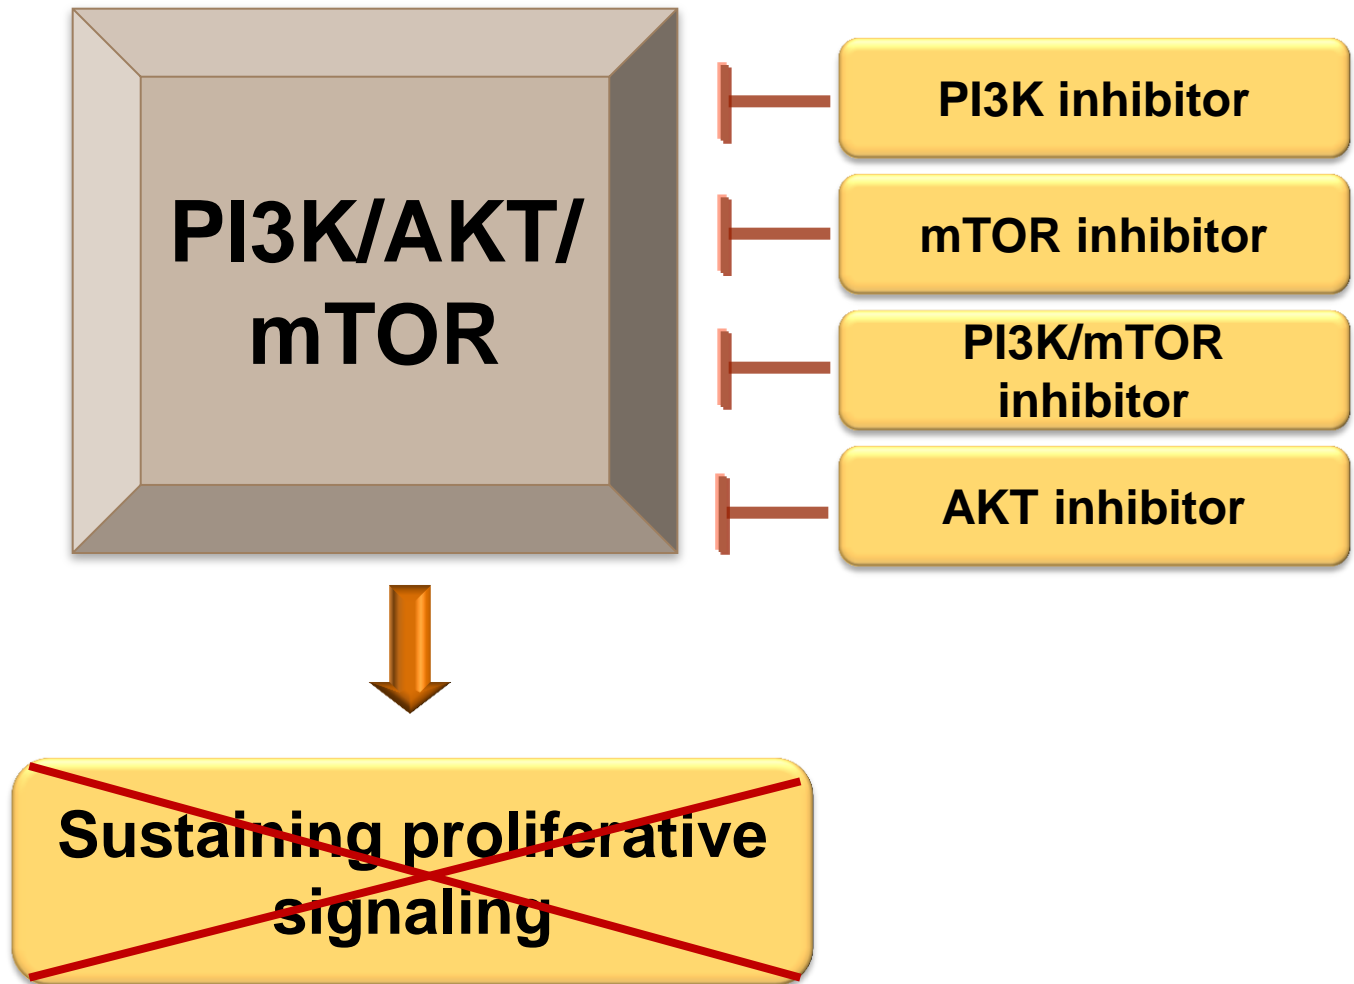 PI3K/AKT/
mTOR
PI3K inhibitor
mTOR inhibitor
PI3K/mTOR
inhibitor
AKT inhibitor
Sustaining proliferative
signaling